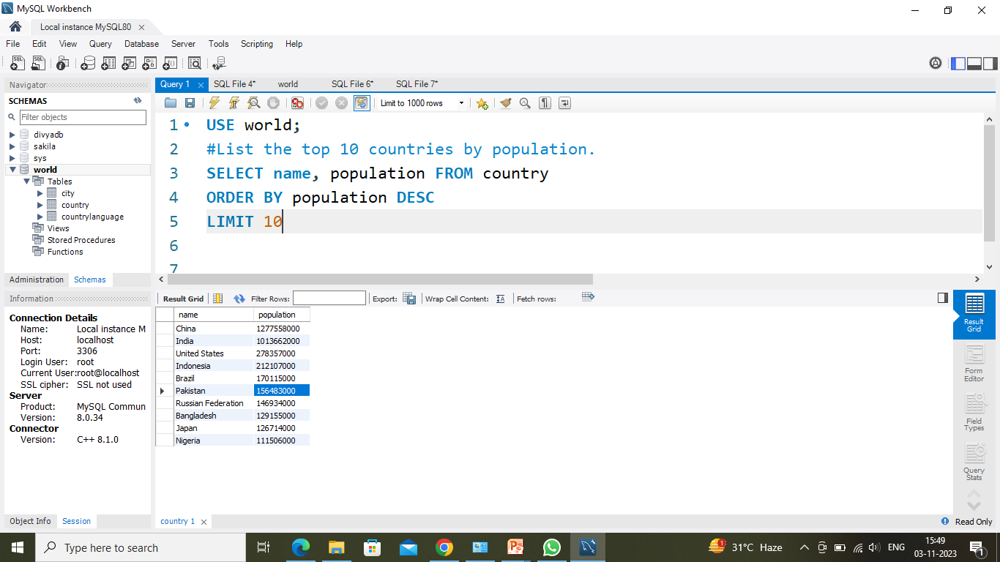 MySQL Workbench
Local instance MySQL80
File Edit View Query Database Server Tools Scripting Help
Navigator
SCHEMAS
Filter objects
divyadb
sakila
sys
world
Tables
city
country
countrylanguage
Views
Stored Procedures
Functions
Administration Schemas
Information
Connection Details
Name: Local instance M
Host: localhost
Port: 3306
Login User: root
Current User:root@localhost
SSL cipher: SSL not used
Server
Product: MySQL Commun
Version: 8.0.34
Connector
Version: C++ 8.1.0
Object Info Session
Query 1 SQL File 4* world SQL File 6* SQL File 7*
Limit to 1000 rows
1 USE world;
2 #List the top 10 countries by population.
3 SELECT name, population FROM country
4 ORDER BY population DESC
5 LIMIT 10
6
7
Result Grid Filter Rows: Export: Wrap Cell Content: Fetch rows:
name population
China 1277558000
India 1013662000
United States 278357000
Indonesia 212107000
Brazil 170115000
Pakistan 156483000
Russian Federation 146934000
Bangladesh 129155000
Japan 126714000
Nigeria 111506000
Result
Grid
Form
Editor
Field
Types
Query
Stats
country 1
Read Only
Type here to search
1
31°C Haze
ENG
15:49
03-11-2023
1